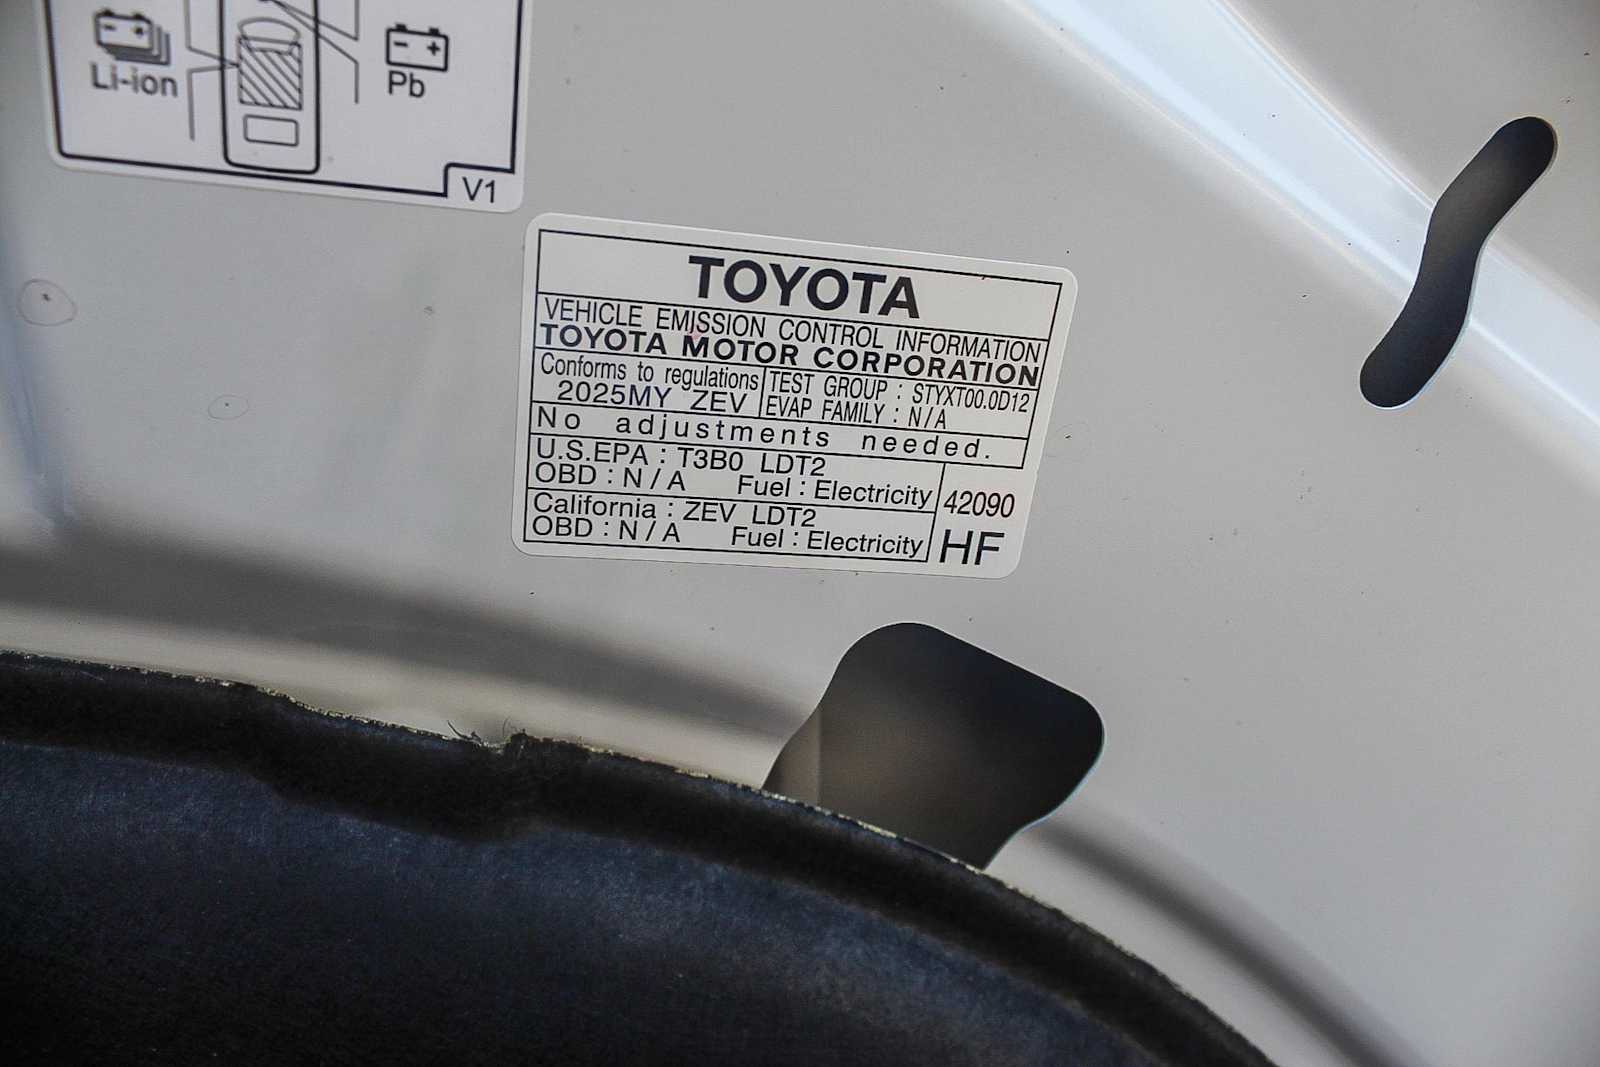 Li-ion
Pb
V1
TOYOTA
VEHICLE EMISSION CONTROL INFORMATION
TOYOTA MOTOR CORPORATION
Conforms to regulations
2025MY ZEV
TEST GROUP : STYXT00.0D12
EVAP FAMILY : N/A
No adjustments needed.
U.S.EPA : T3B0 LDT2
OBD : N/A Fuel : Electricity
California : ZEV LDT2
OBD : N/A Fuel : Electricity
42090
HF